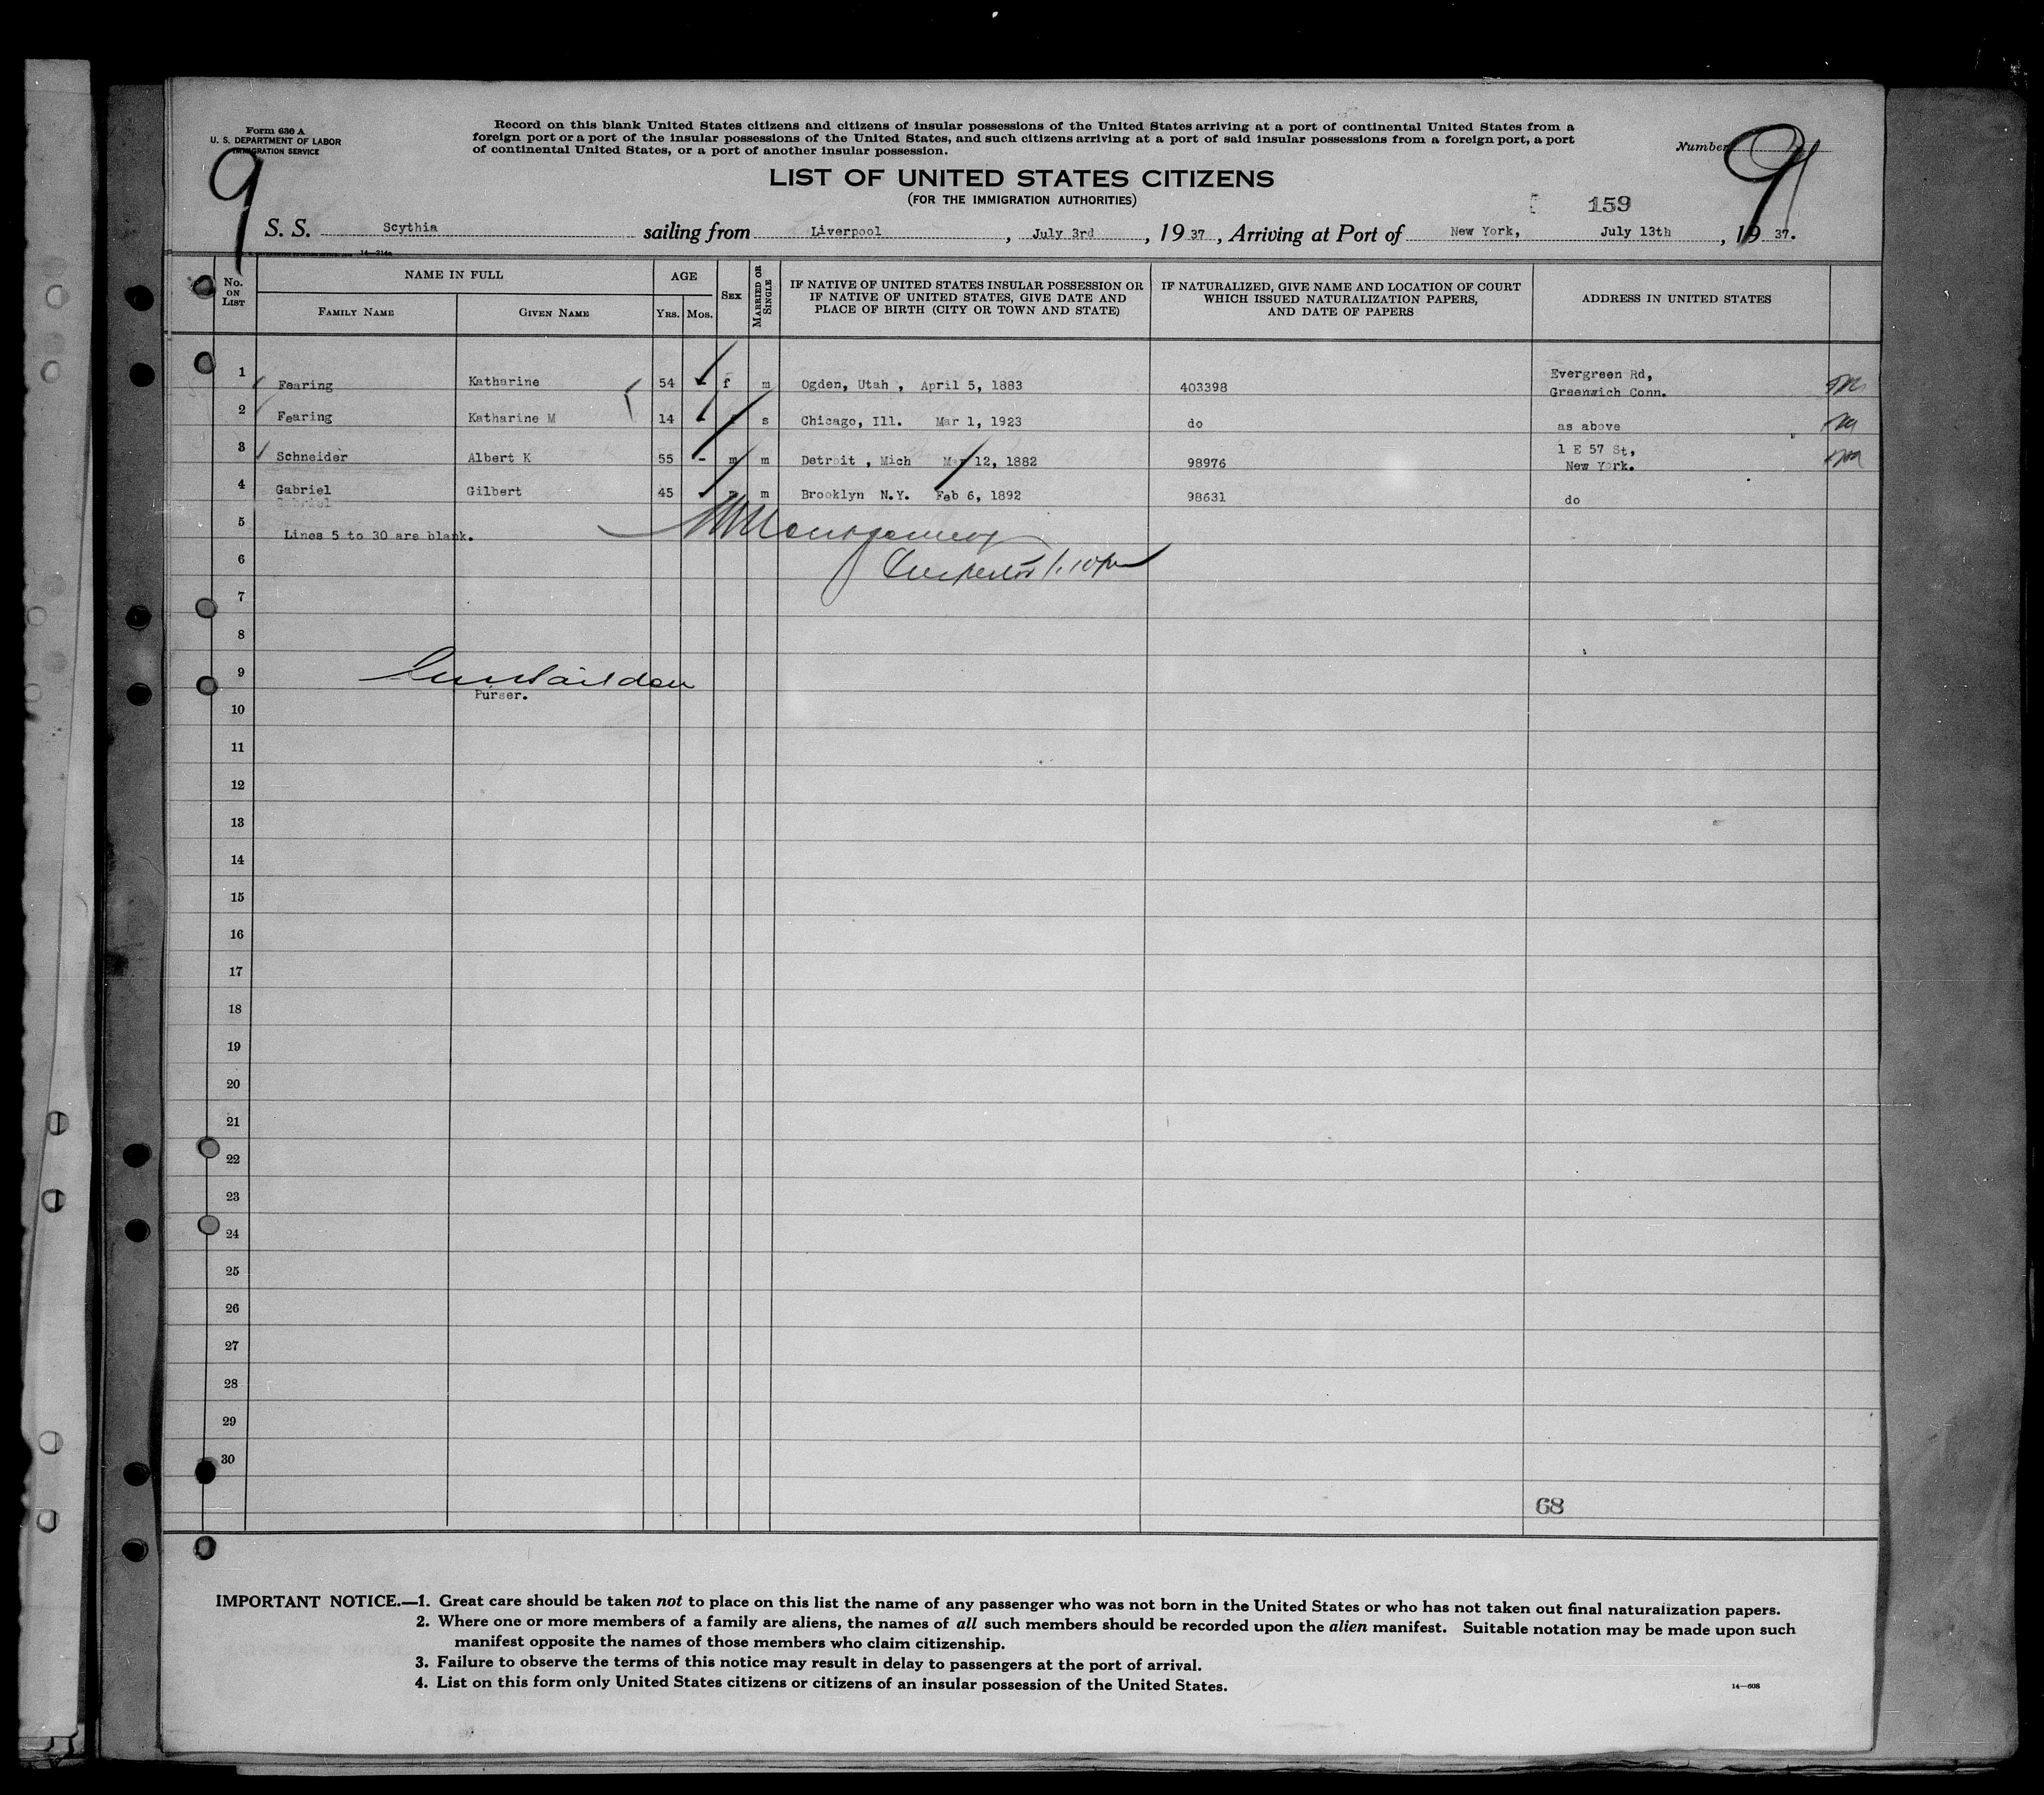 Form 630 A
U. S. DEPARTMENT OF LABOR
IMMIGRATION SERVICE
Record on this blank United States citizens and citizens of insular possessions of the United States arriving at a port of continental United States from a
foreign port or a port of the insular possessions of the United States, and such citizens arriving at a port of said insular possessions from a foreign port, a port
of continental United States, or a port of another insular possession.
Number
9
9
LIST OF UNITED STATES CITIZENS
(FOR THE IMMIGRATION AUTHORITIES)
159
S. S. Scythia sailing from Liverpool, July 3rd, 1937, Arriving at Port of New York, July 13th, 1937.
No. ON LIST
NAME IN FULL
FAMILY NAME
GIVEN NAME
AGE
YRS. MOS.
SEX
MARRIED OR SINGLE
IF NATIVE OF UNITED STATES INSULAR POSSESSION OR
IF NATIVE OF UNITED STATES, GIVE DATE AND
PLACE OF BIRTH (CITY OR TOWN AND STATE)
IF NATURALIZED, GIVE NAME AND LOCATION OF COURT
WHICH ISSUED NATURALIZATION PAPERS,
AND DATE OF PAPERS
ADDRESS IN UNITED STATES
1 Fearing Katharine 54 - f m Ogden, Utah , April 5, 1883 403398 Evergreen Rd,
Greenwich Conn.
2 Fearing Katharine M 14 - s Chicago, Ill. Mar 1, 1923 do as above
3 Schneider Albert K 55 - m m Detroit , Mich Mar 12, 1882 98976 1 E 57 St,
New York.
4 Gabriel Gilbert 45 m m Brooklyn N.Y. Feb 6, 1892 98631 do
5 Lines 5 to 30 are blank.
Montgomery
6 Inspector 1.10 pm
7
8
9
Purser.
10
11
12
13
14
15
16
17
18
19
20
21
22
23
24
25
26
27
28
29
30
68
IMPORTANT NOTICE.—1. Great care should be taken not to place on this list the name of any passenger who was not born in the United States or who has not taken out final naturalization papers.
2. Where one or more members of a family are aliens, the names of all such members should be recorded upon the alien manifest. Suitable notation may be made upon such
manifest opposite the names of those members who claim citizenship.
3. Failure to observe the terms of this notice may result in delay to passengers at the port of arrival.
4. List on this form only United States citizens or citizens of an insular possession of the United States.
14—608